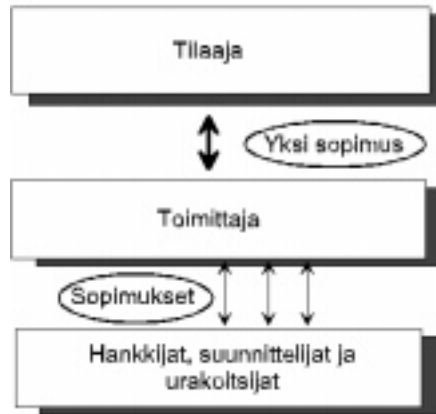 Tilaaja
Yksi sopimus
Toimittaja
Sopimukset
Hankkijat, suunnittelijat ja
urakoitsijat